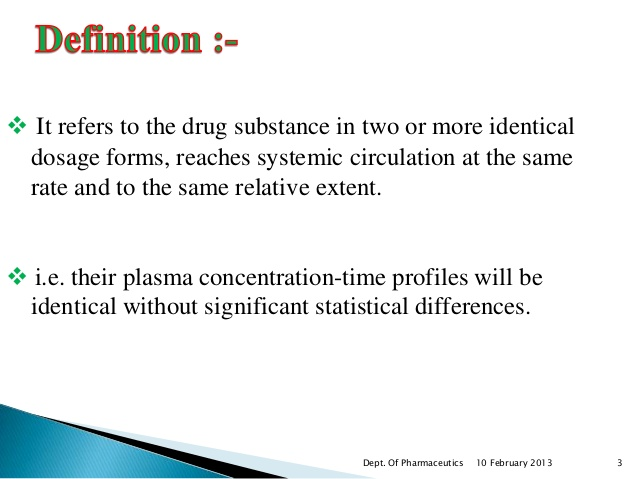 Definition :-
❖ It refers to the drug substance in two or more identical
dosage forms, reaches systemic circulation at the same
rate and to the same relative extent.
❖ i.e. their plasma concentration-time profiles will be
identical without significant statistical differences.
Dept. Of Pharmaceutics 10 February 2013 3